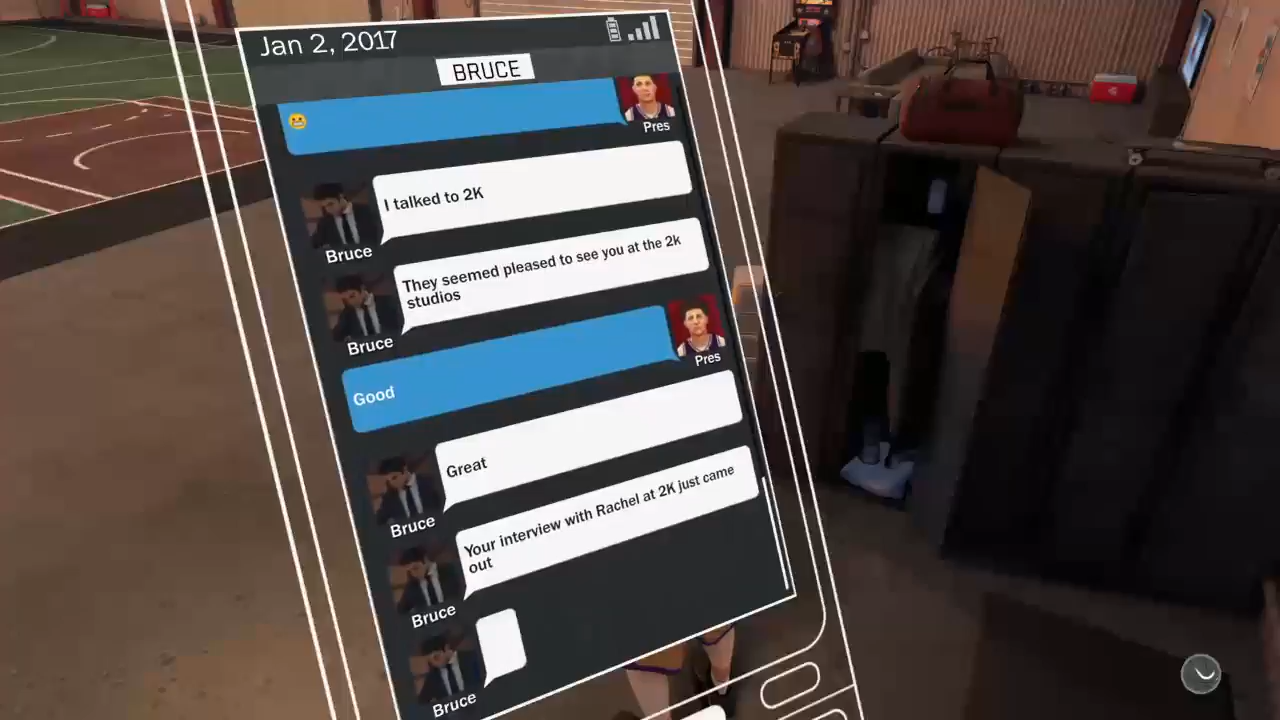 Jan 2, 2017
BRUCE
Pres
I talked to 2K
Bruce
They seemed pleased to see you at the 2k
studios
Bruce
Pres
Good
Great
Bruce
Your interview with Rachel at 2K just came
out
Bruce
Bruce